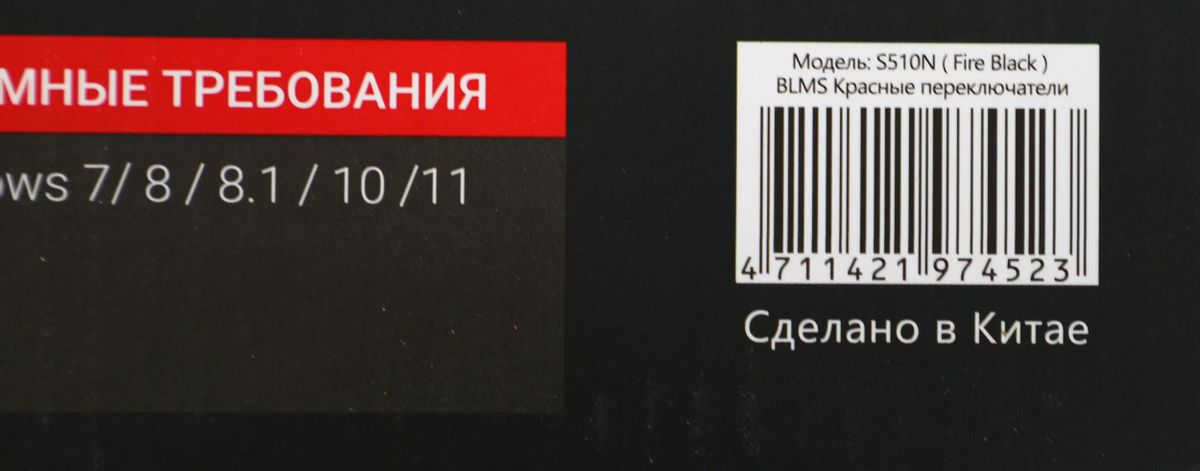 МНЫЕ ТРЕБОВАНИЯ
ows 7/ 8 / 8.1 / 10 /11
Модель: S510N ( Fire Black )
BLMS Красные переключатели
4 711421 974523
Сделано в Китае